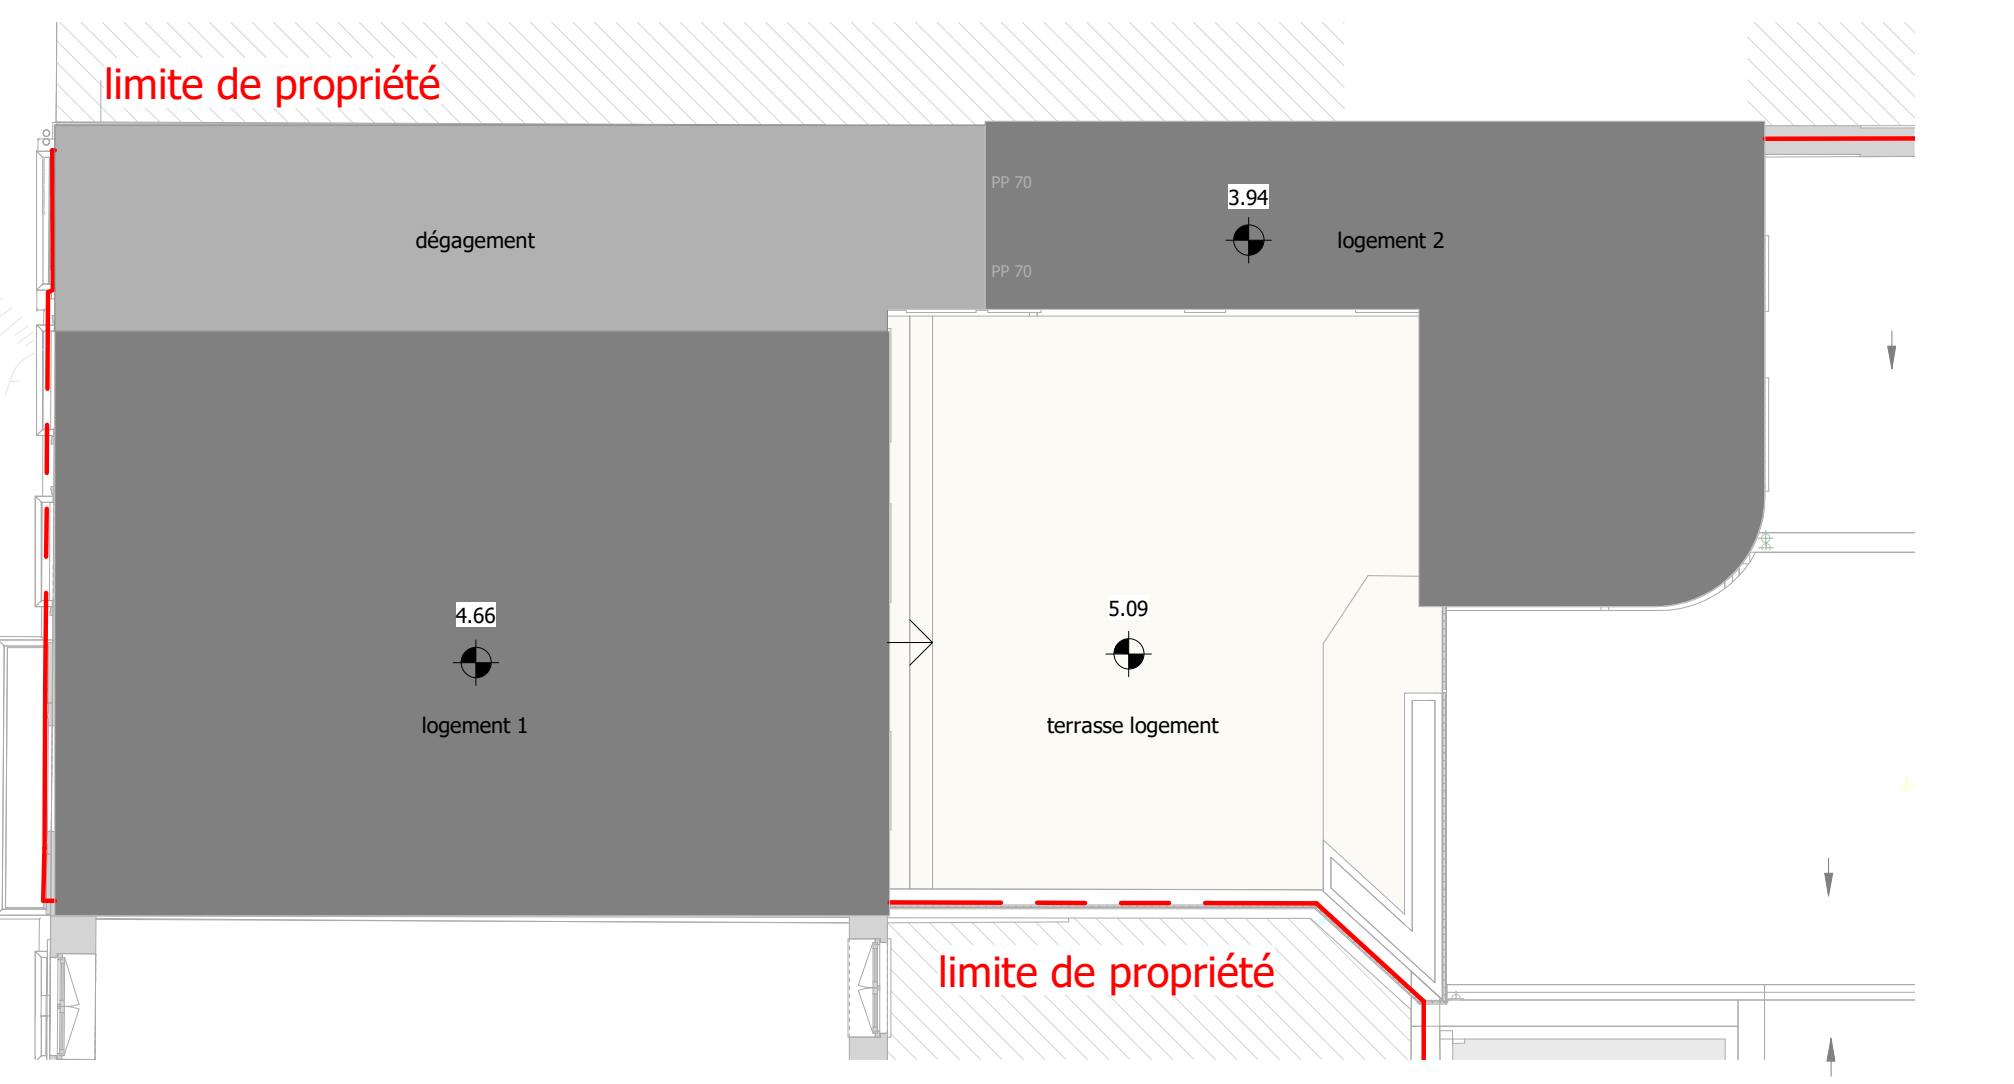 limite de propriété
PP 70
3.94
dégagement
logement 2
PP 70
4.66
5.09
logement 1
terrasse logement
limite de propriété